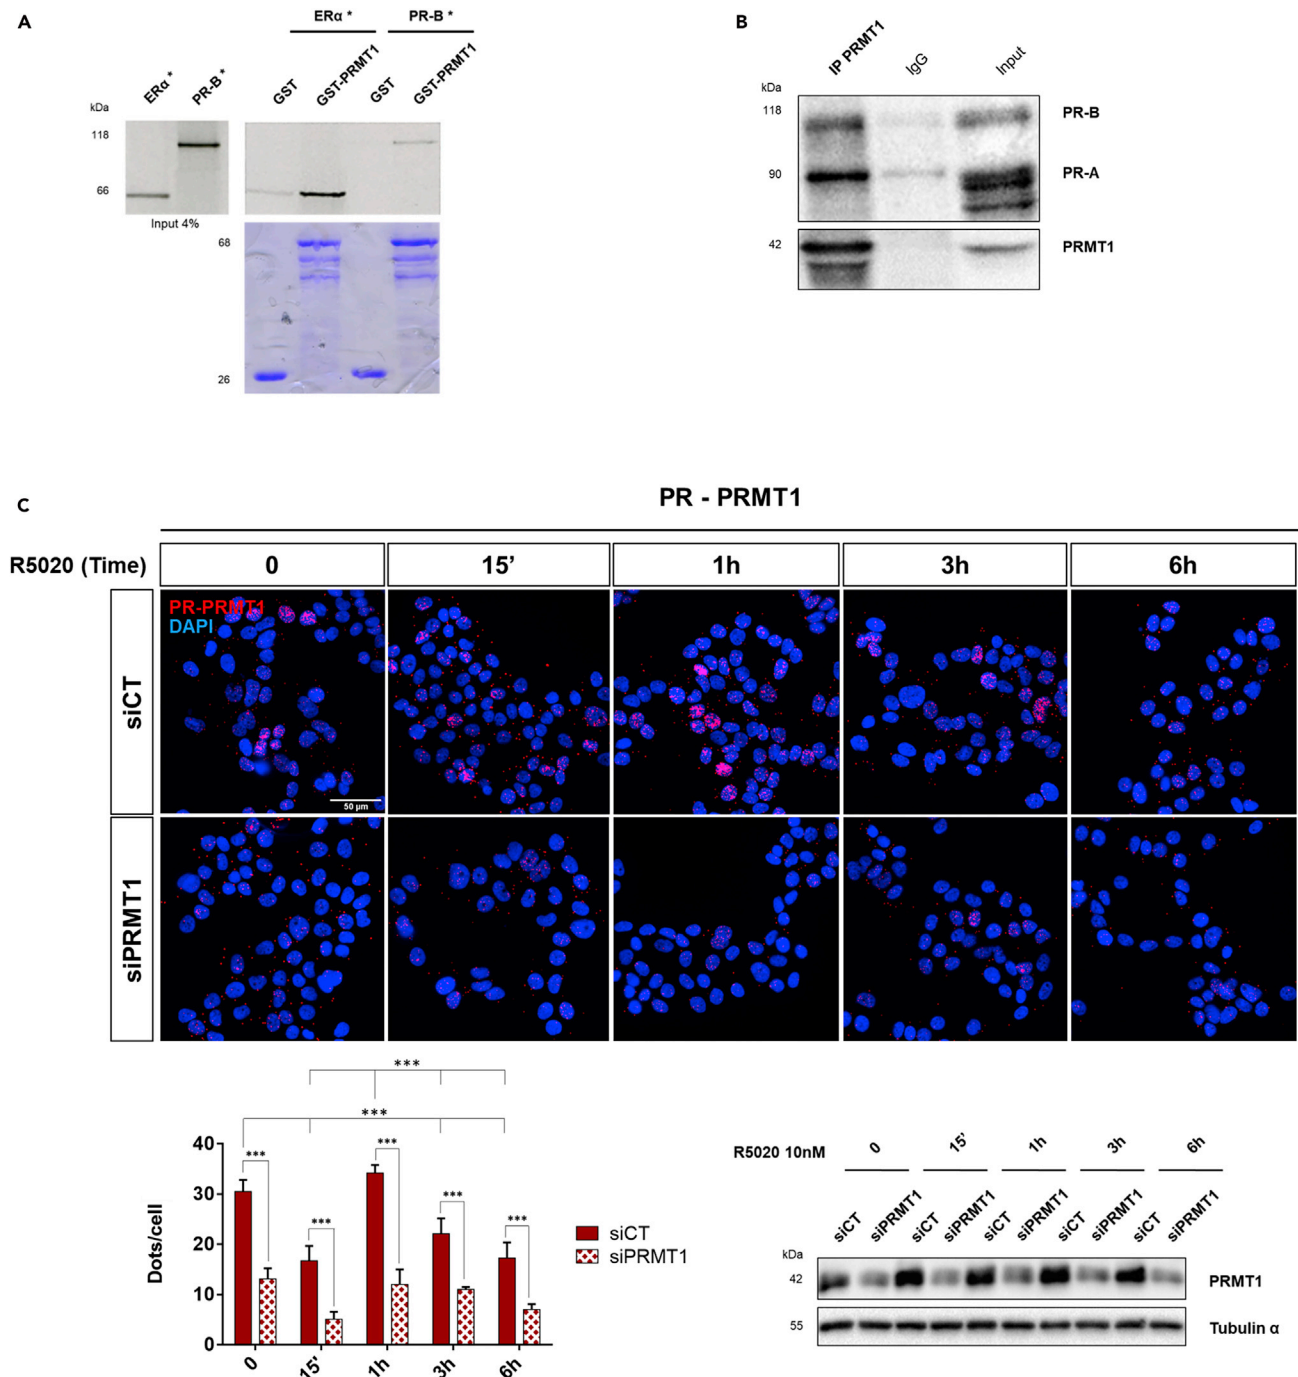 A
ERα *
PR-B *
ERα *
PR-B *
GST
GST-PRMT1
GST
GST-PRMT1
kDa
118
66
Input 4%
68
26
B
IP PRMT1
IgG
Input
kDa
118
PR-B
90
PR-A
42
PRMT1
C
PR - PRMT1
R5020 (Time)
0
15’
1h
3h
6h
siCT
PR-PRMT1
DAPI
50 µm
siPRMT1
***
***
***
***
***
***
***
40
30
20
10
0
Dots/cell
0
15'
1h
3h
6h
siCT
siPRMT1
R5020 10nM
0
15'
1h
3h
6h
siCT
siPRMT1
siCT
siPRMT1
siCT
siPRMT1
siCT
siPRMT1
siCT
siPRMT1
kDa
42
PRMT1
55
Tubulin α